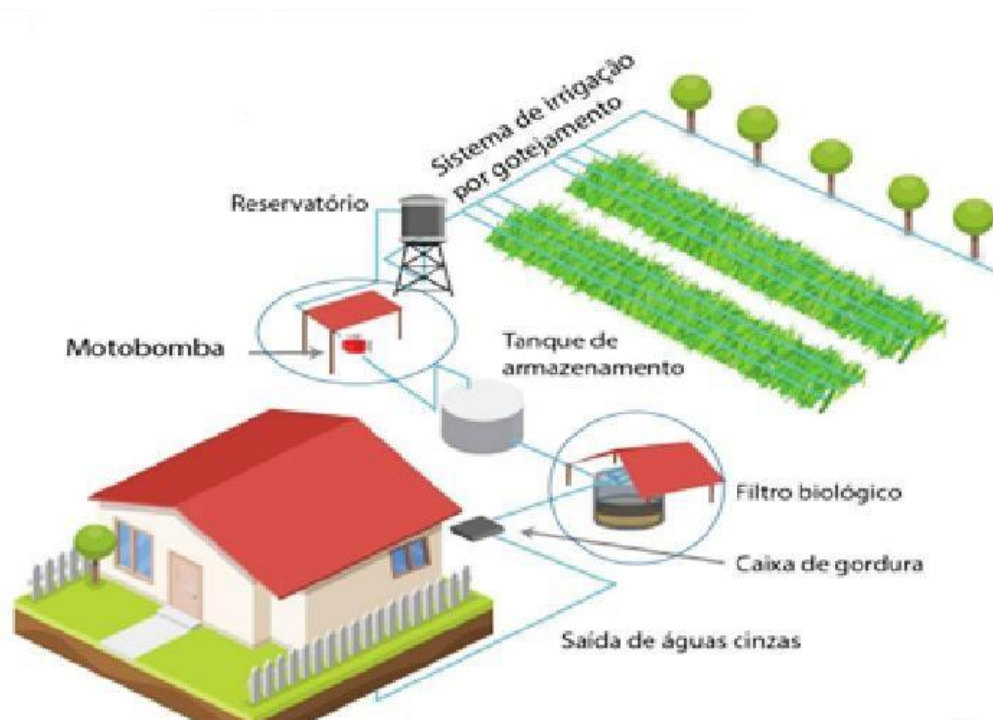 Sistema de irrigação
por gotejamento
Reservatório
Motobomba
Tanque de
armazenamento
Filtro biológico
Caixa de gordura
Saída de águas cinzas